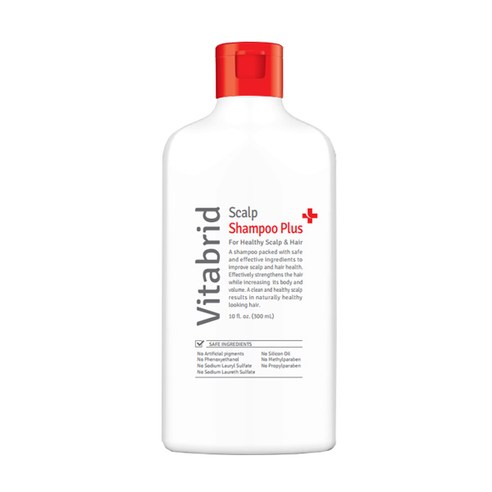 Vitabrid
Scalp
Shampoo Plus
For Healthy Scalp & Hair
A shampoo packed with safe
and effective ingredients to
improve scalp and hair health.
Effectively strengthens the hair
while increasing its body and
volume. A clean and healthy scalp
results in naturally healthy
looking hair.
10 fl. oz. (300 mL)
SAFE INGREDIENTS
No Artificial pigments
No Phenoxyethanol
No Sodium Lauryl Sulfate
No Sodium Laureth Sulfate
No Silicon Oil
No Methylparaben
No Propylparaben